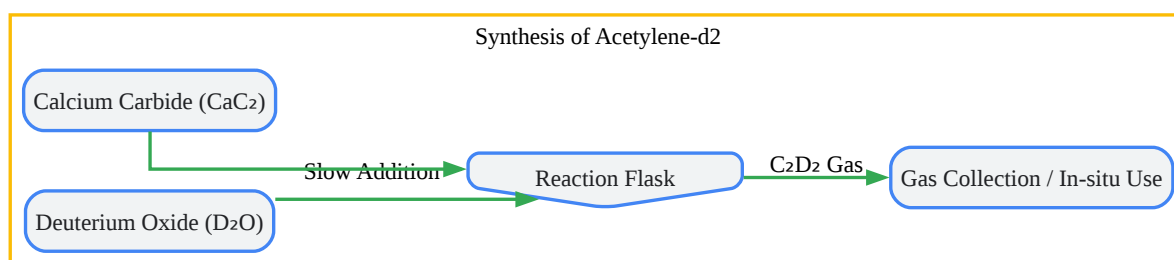 Synthesis of Acetylene-d2
Calcium Carbide (CaC₂)
Slow Addition
Deuterium Oxide (D₂O)
Reaction Flask
C₂D₂ Gas
Gas Collection / In-situ Use